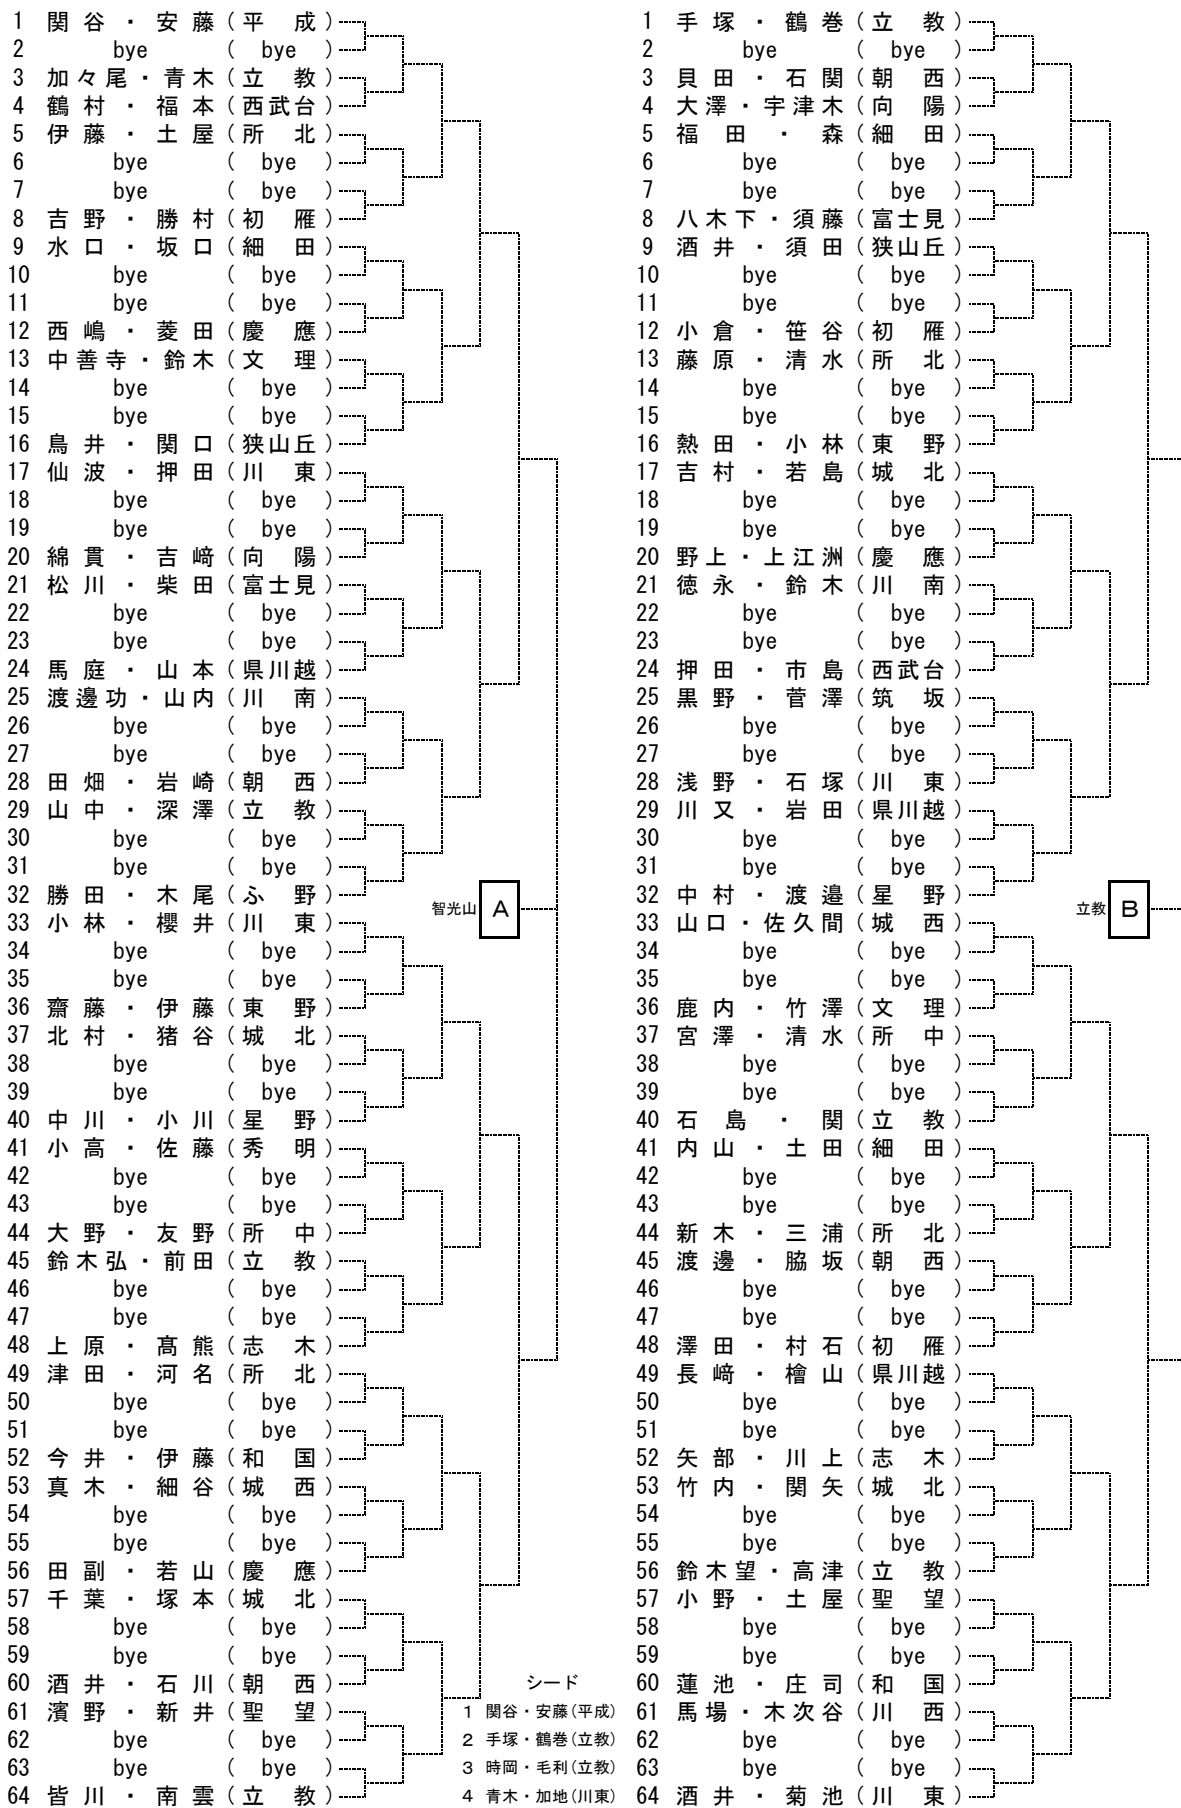 1 関谷・安藤(平成)
2 bye (bye)
3 加々尾・青木(立教)
4 鶴村・福本(西武台)
5 伊藤・土屋(所北)
6 bye (bye)
7 bye (bye)
8 吉野・勝村(初雁)
9 水口・坂口(細田)
10 bye (bye)
11 bye (bye)
12 西嶋・菱田(慶應)
13 中善寺・鈴木(文理)
14 bye (bye)
15 bye (bye)
16 鳥井・関口(狭山丘)
17 仙波・押田(川東)
18 bye (bye)
19 bye (bye)
20 綿貫・吉﨑(向陽)
21 松川・柴田(富士見)
22 bye (bye)
23 bye (bye)
24 馬庭・山本(県川越)
25 渡邊功・山内(川南)
26 bye (bye)
27 bye (bye)
28 田畑・岩崎(朝西)
29 山中・深澤(立教)
30 bye (bye)
31 bye (bye)
32 勝田・木尾(ふ野)
33 小林・櫻井(川東)
34 bye (bye)
35 bye (bye)
36 齋藤・伊藤(東野)
37 北村・猪谷(城北)
38 bye (bye)
39 bye (bye)
40 中川・小川(星野)
41 小高・佐藤(秀明)
42 bye (bye)
43 bye (bye)
44 大野・友野(所中)
45 鈴木弘・前田(立教)
46 bye (bye)
47 bye (bye)
48 上原・髙熊(志木)
49 津田・河名(所北)
50 bye (bye)
51 bye (bye)
52 今井・伊藤(和国)
53 真木・細谷(城西)
54 bye (bye)
55 bye (bye)
56 田副・若山(慶應)
57 千葉・塚本(城北)
58 bye (bye)
59 bye (bye)
60 酒井・石川(朝西)
61 濱野・新井(聖望)
62 bye (bye)
63 bye (bye)
64 皆川・南雲(立教)
智光山 A
シード
1 関谷・安藤(平成)
2 手塚・鶴巻(立教)
3 時岡・毛利(立教)
4 青木・加地(川東)
1 手塚・鶴巻(立教)
2 bye (bye)
3 貝田・石関(朝西)
4 大澤・宇津木(向陽)
5 福田・森(細田)
6 bye (bye)
7 bye (bye)
8 八木下・須藤(富士見)
9 酒井・須田(狭山丘)
10 bye (bye)
11 bye (bye)
12 小倉・笹谷(初雁)
13 藤原・清水(所北)
14 bye (bye)
15 bye (bye)
16 熱田・小林(東野)
17 吉村・若島(城北)
18 bye (bye)
19 bye (bye)
20 野上・上江洲(慶應)
21 徳永・鈴木(川南)
22 bye (bye)
23 bye (bye)
24 押田・市島(西武台)
25 黒野・菅澤(筑坂)
26 bye (bye)
27 bye (bye)
28 浅野・石塚(川東)
29 川又・岩田(県川越)
30 bye (bye)
31 bye (bye)
32 中村・渡邉(星野)
33 山口・佐久間(城西)
34 bye (bye)
35 bye (bye)
36 鹿内・竹澤(文理)
37 宮澤・清水(所中)
38 bye (bye)
39 bye (bye)
40 石島・関(立教)
41 内山・土田(細田)
42 bye (bye)
43 bye (bye)
44 新木・三浦(所北)
45 渡邊・脇坂(朝西)
46 bye (bye)
47 bye (bye)
48 澤田・村石(初雁)
49 長﨑・檜山(県川越)
50 bye (bye)
51 bye (bye)
52 矢部・川上(志木)
53 竹内・関矢(城北)
54 bye (bye)
55 bye (bye)
56 鈴木望・高津(立教)
57 小野・土屋(聖望)
58 bye (bye)
59 bye (bye)
60 蓮池・庄司(和国)
61 馬場・木次谷(川西)
62 bye (bye)
63 bye (bye)
64 酒井・菊池(川東)
立教 B